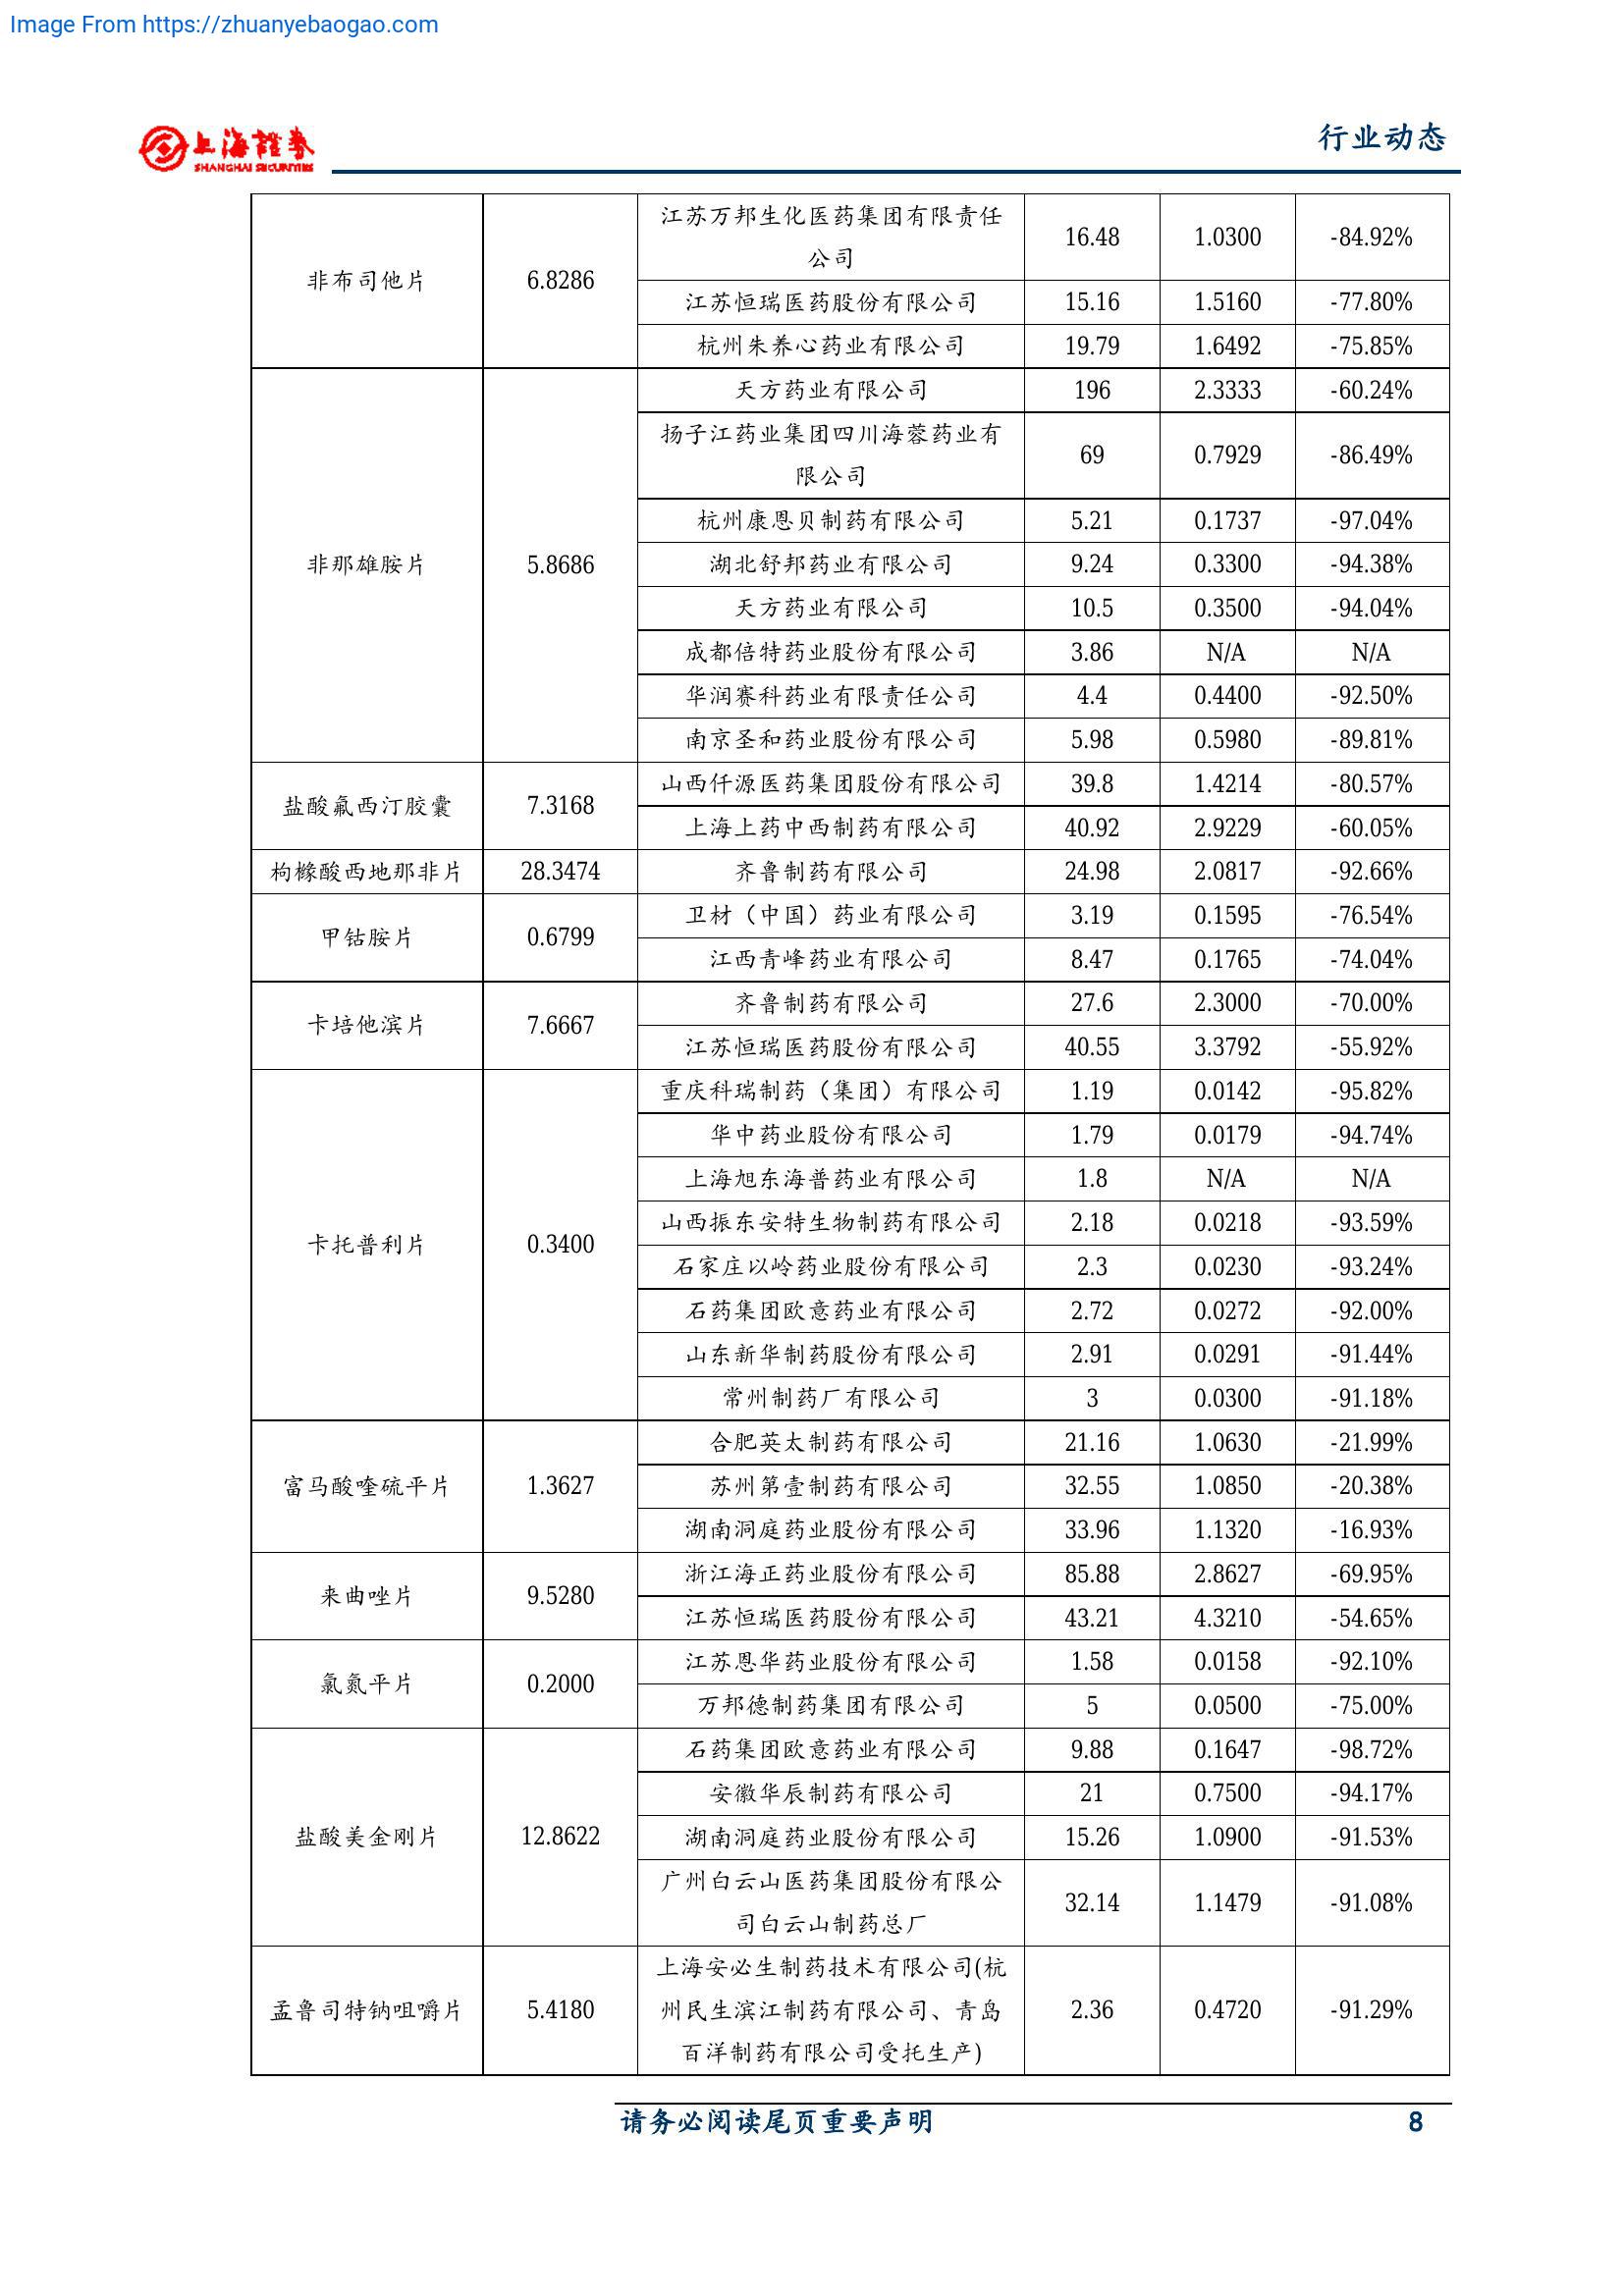 Image From https://zhuanyebaogao.com
上海證券
SHANGHAI SECURITIES
行业动态
非布司他片 6.8286 江苏万邦生化医药集团有限责任公司 16.48 1.0300 -84.92%
江苏恒瑞医药股份有限公司 15.16 1.5160 -77.80%
杭州朱养心药业有限公司 19.79 1.6492 -75.85%
非那雄胺片 5.8686 天方药业有限公司 196 2.3333 -60.24%
扬子江药业集团四川海蓉药业有限公司 69 0.7929 -86.49%
杭州康恩贝制药有限公司 5.21 0.1737 -97.04%
湖北舒邦药业有限公司 9.24 0.3300 -94.38%
天方药业有限公司 10.5 0.3500 -94.04%
成都倍特药业股份有限公司 3.86 N/A N/A
华润赛科药业有限责任公司 4.4 0.4400 -92.50%
南京圣和药业股份有限公司 5.98 0.5980 -89.81%
盐酸氟西汀胶囊 7.3168 山西仟源医药集团股份有限公司 39.8 1.4214 -80.57%
上海上药中西制药有限公司 40.92 2.9229 -60.05%
枸橼酸西地那非片 28.3474 齐鲁制药有限公司 24.98 2.0817 -92.66%
甲钴胺片 0.6799 卫材（中国）药业有限公司 3.19 0.1595 -76.54%
江西青峰药业有限公司 8.47 0.1765 -74.04%
卡培他滨片 7.6667 齐鲁制药有限公司 27.6 2.3000 -70.00%
江苏恒瑞医药股份有限公司 40.55 3.3792 -55.92%
卡托普利片 0.3400 重庆科瑞制药（集团）有限公司 1.19 0.0142 -95.82%
华中药业股份有限公司 1.79 0.0179 -94.74%
上海旭东海普药业有限公司 1.8 N/A N/A
山西振东安特生物制药有限公司 2.18 0.0218 -93.59%
石家庄以岭药业股份有限公司 2.3 0.0230 -93.24%
石药集团欧意药业有限公司 2.72 0.0272 -92.00%
山东新华制药股份有限公司 2.91 0.0291 -91.44%
常州制药厂有限公司 3 0.0300 -91.18%
富马酸喹硫平片 1.3627 合肥英太制药有限公司 21.16 1.0630 -21.99%
苏州第壹制药有限公司 32.55 1.0850 -20.38%
湖南洞庭药业股份有限公司 33.96 1.1320 -16.93%
来曲唑片 9.5280 浙江海正药业股份有限公司 85.88 2.8627 -69.95%
江苏恒瑞医药股份有限公司 43.21 4.3210 -54.65%
氯氮平片 0.2000 江苏恩华药业股份有限公司 1.58 0.0158 -92.10%
万邦德制药集团有限公司 5 0.0500 -75.00%
盐酸美金刚片 12.8622 石药集团欧意药业有限公司 9.88 0.1647 -98.72%
安徽华辰制药有限公司 21 0.7500 -94.17%
湖南洞庭药业股份有限公司 15.26 1.0900 -91.53%
广州白云山医药集团股份有限公司白云山制药总厂 32.14 1.1479 -91.08%
孟鲁司特钠咀嚼片 5.4180 上海安必生制药技术有限公司(杭州民生滨江制药有限公司、青岛百洋制药有限公司受托生产) 2.36 0.4720 -91.29%
请务必阅读尾页重要声明 8